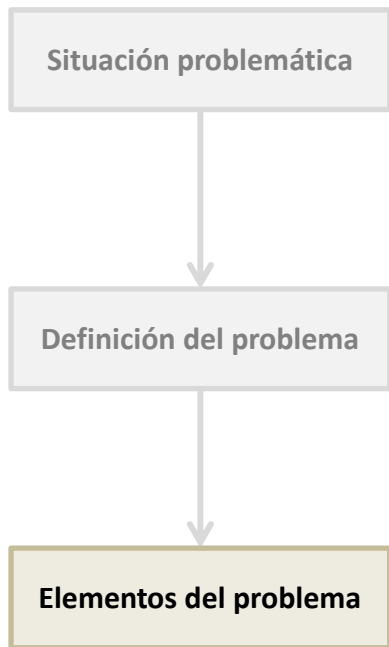 Situación problemática
Definición del problema
Elementos del problema